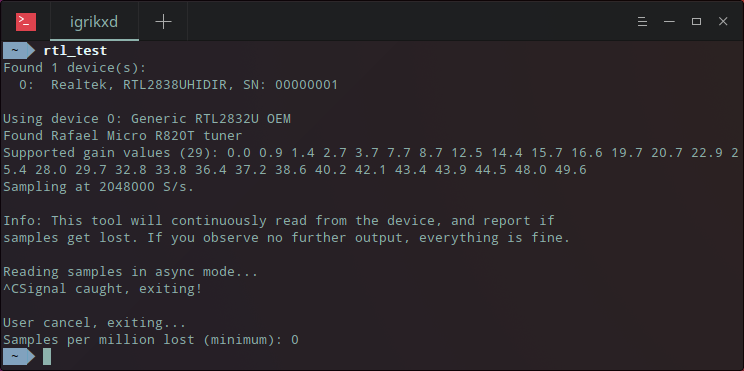 igrikxd
~ rtl_test
Found 1 device(s):
  0:  Realtek, RTL2838UHIDIR, SN: 00000001

Using device 0: Generic RTL2832U OEM
Found Rafael Micro R820T tuner
Supported gain values (29): 0.0 0.9 1.4 2.7 3.7 7.7 8.7 12.5 14.4 15.7 16.6 19.7 20.7 22.9 2
5.4 28.0 29.7 32.8 33.8 36.4 37.2 38.6 40.2 42.1 43.4 43.9 44.5 48.0 49.6
Sampling at 2048000 S/s.

Info: This tool will continuously read from the device, and report if
samples get lost. If you observe no further output, everything is fine.

Reading samples in async mode...
^CSignal caught, exiting!

User cancel, exiting...
Samples per million lost (minimum): 0
~